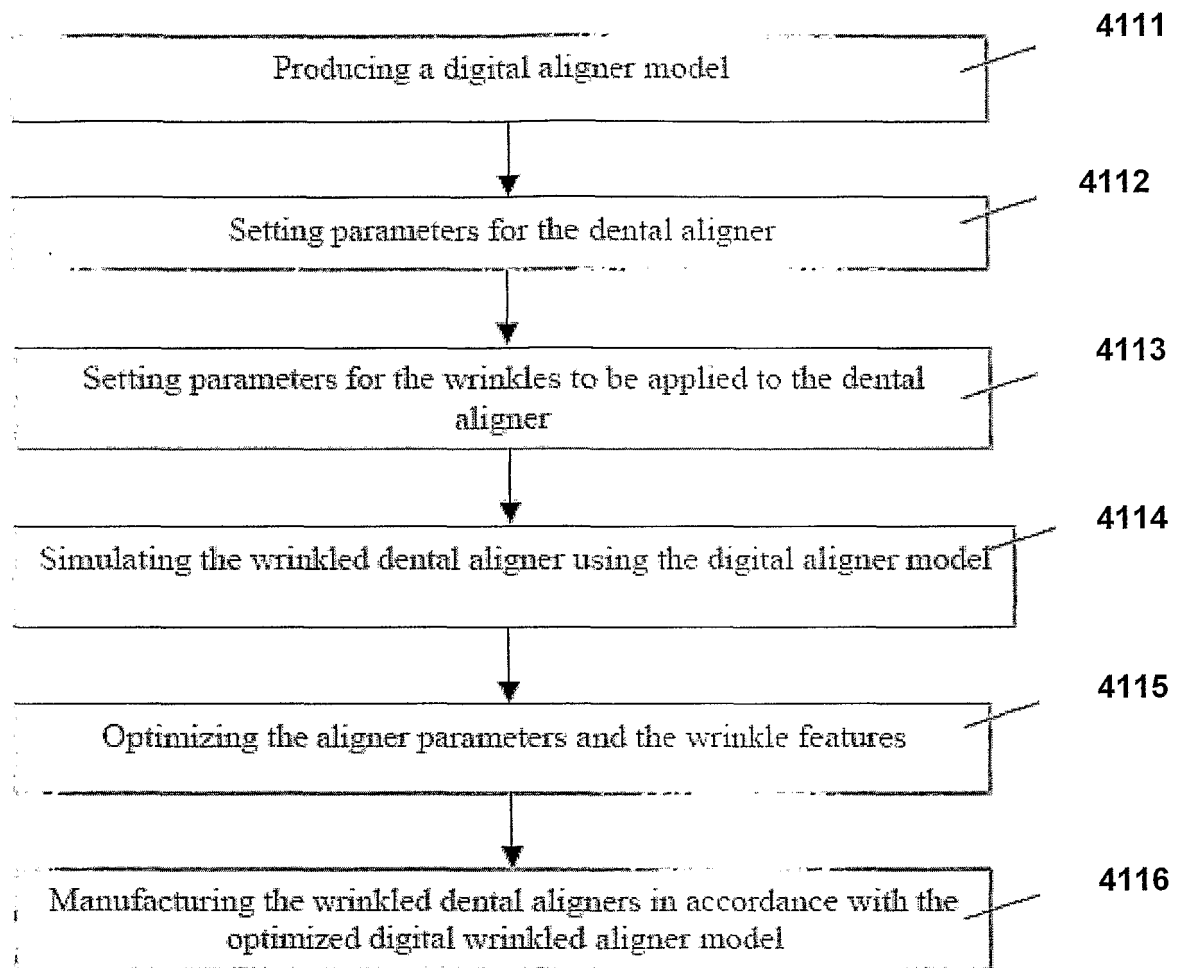 4111
Producing a digital aligner model
4112
Setting parameters for the dental aligner
4113
Setting parameters for the wrinkles to be applied to the dental
aligner
4114
Simulating the wrinkled dental aligner using the digital aligner model
4115
Optimizing the aligner parameters and the wrinkle features
4116
Manufacturing the wrinkled dental aligners in accordance with the
optimized digital wrinkled aligner model